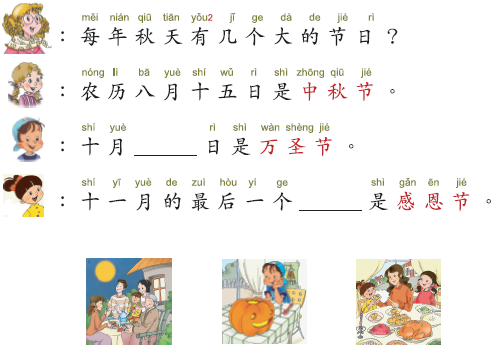 měi nián qiū tiān yǒu2 jǐ ge dà de jié rì
：每年秋天有几个大的节日？
nóng li bā yuè shí wǔ rì shì zhōng qiū jié
：农历八月十五日是中秋节。
shí yuè rì shì wàn shèng jié
：十月______日是万圣节。
shí yī yuè de zuì hòu yí ge shì gǎn ēn jié
：十一月的最后一个______是感恩节。